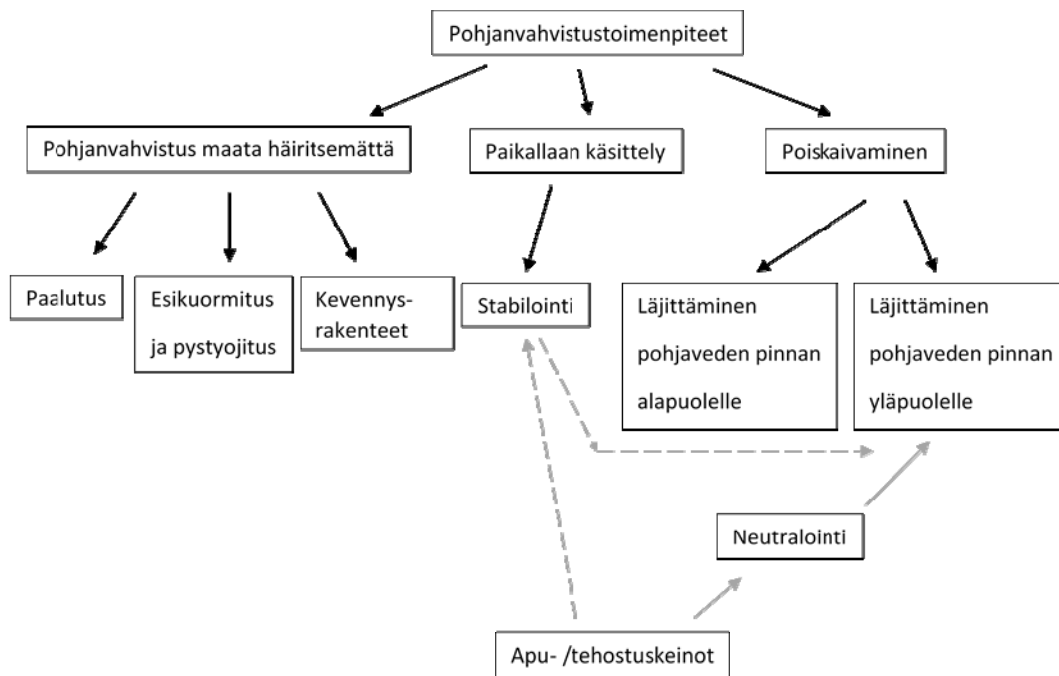 Pohjanvahvistustoimenpiteet
Pohjanvahvistus maata häiritsemättä
Paikallaan käsittely
Poiskaivaminen
Paalutus
Esikuormitus
ja pystyojitus
Kevennys-
rakenteet
Stabilointi
Läjittäminen
pohjaveden pinnan
alapuolelle
Läjittäminen
pohjaveden pinnan
yläpuolelle
Neutralointi
Apu- /tehostuskeinot